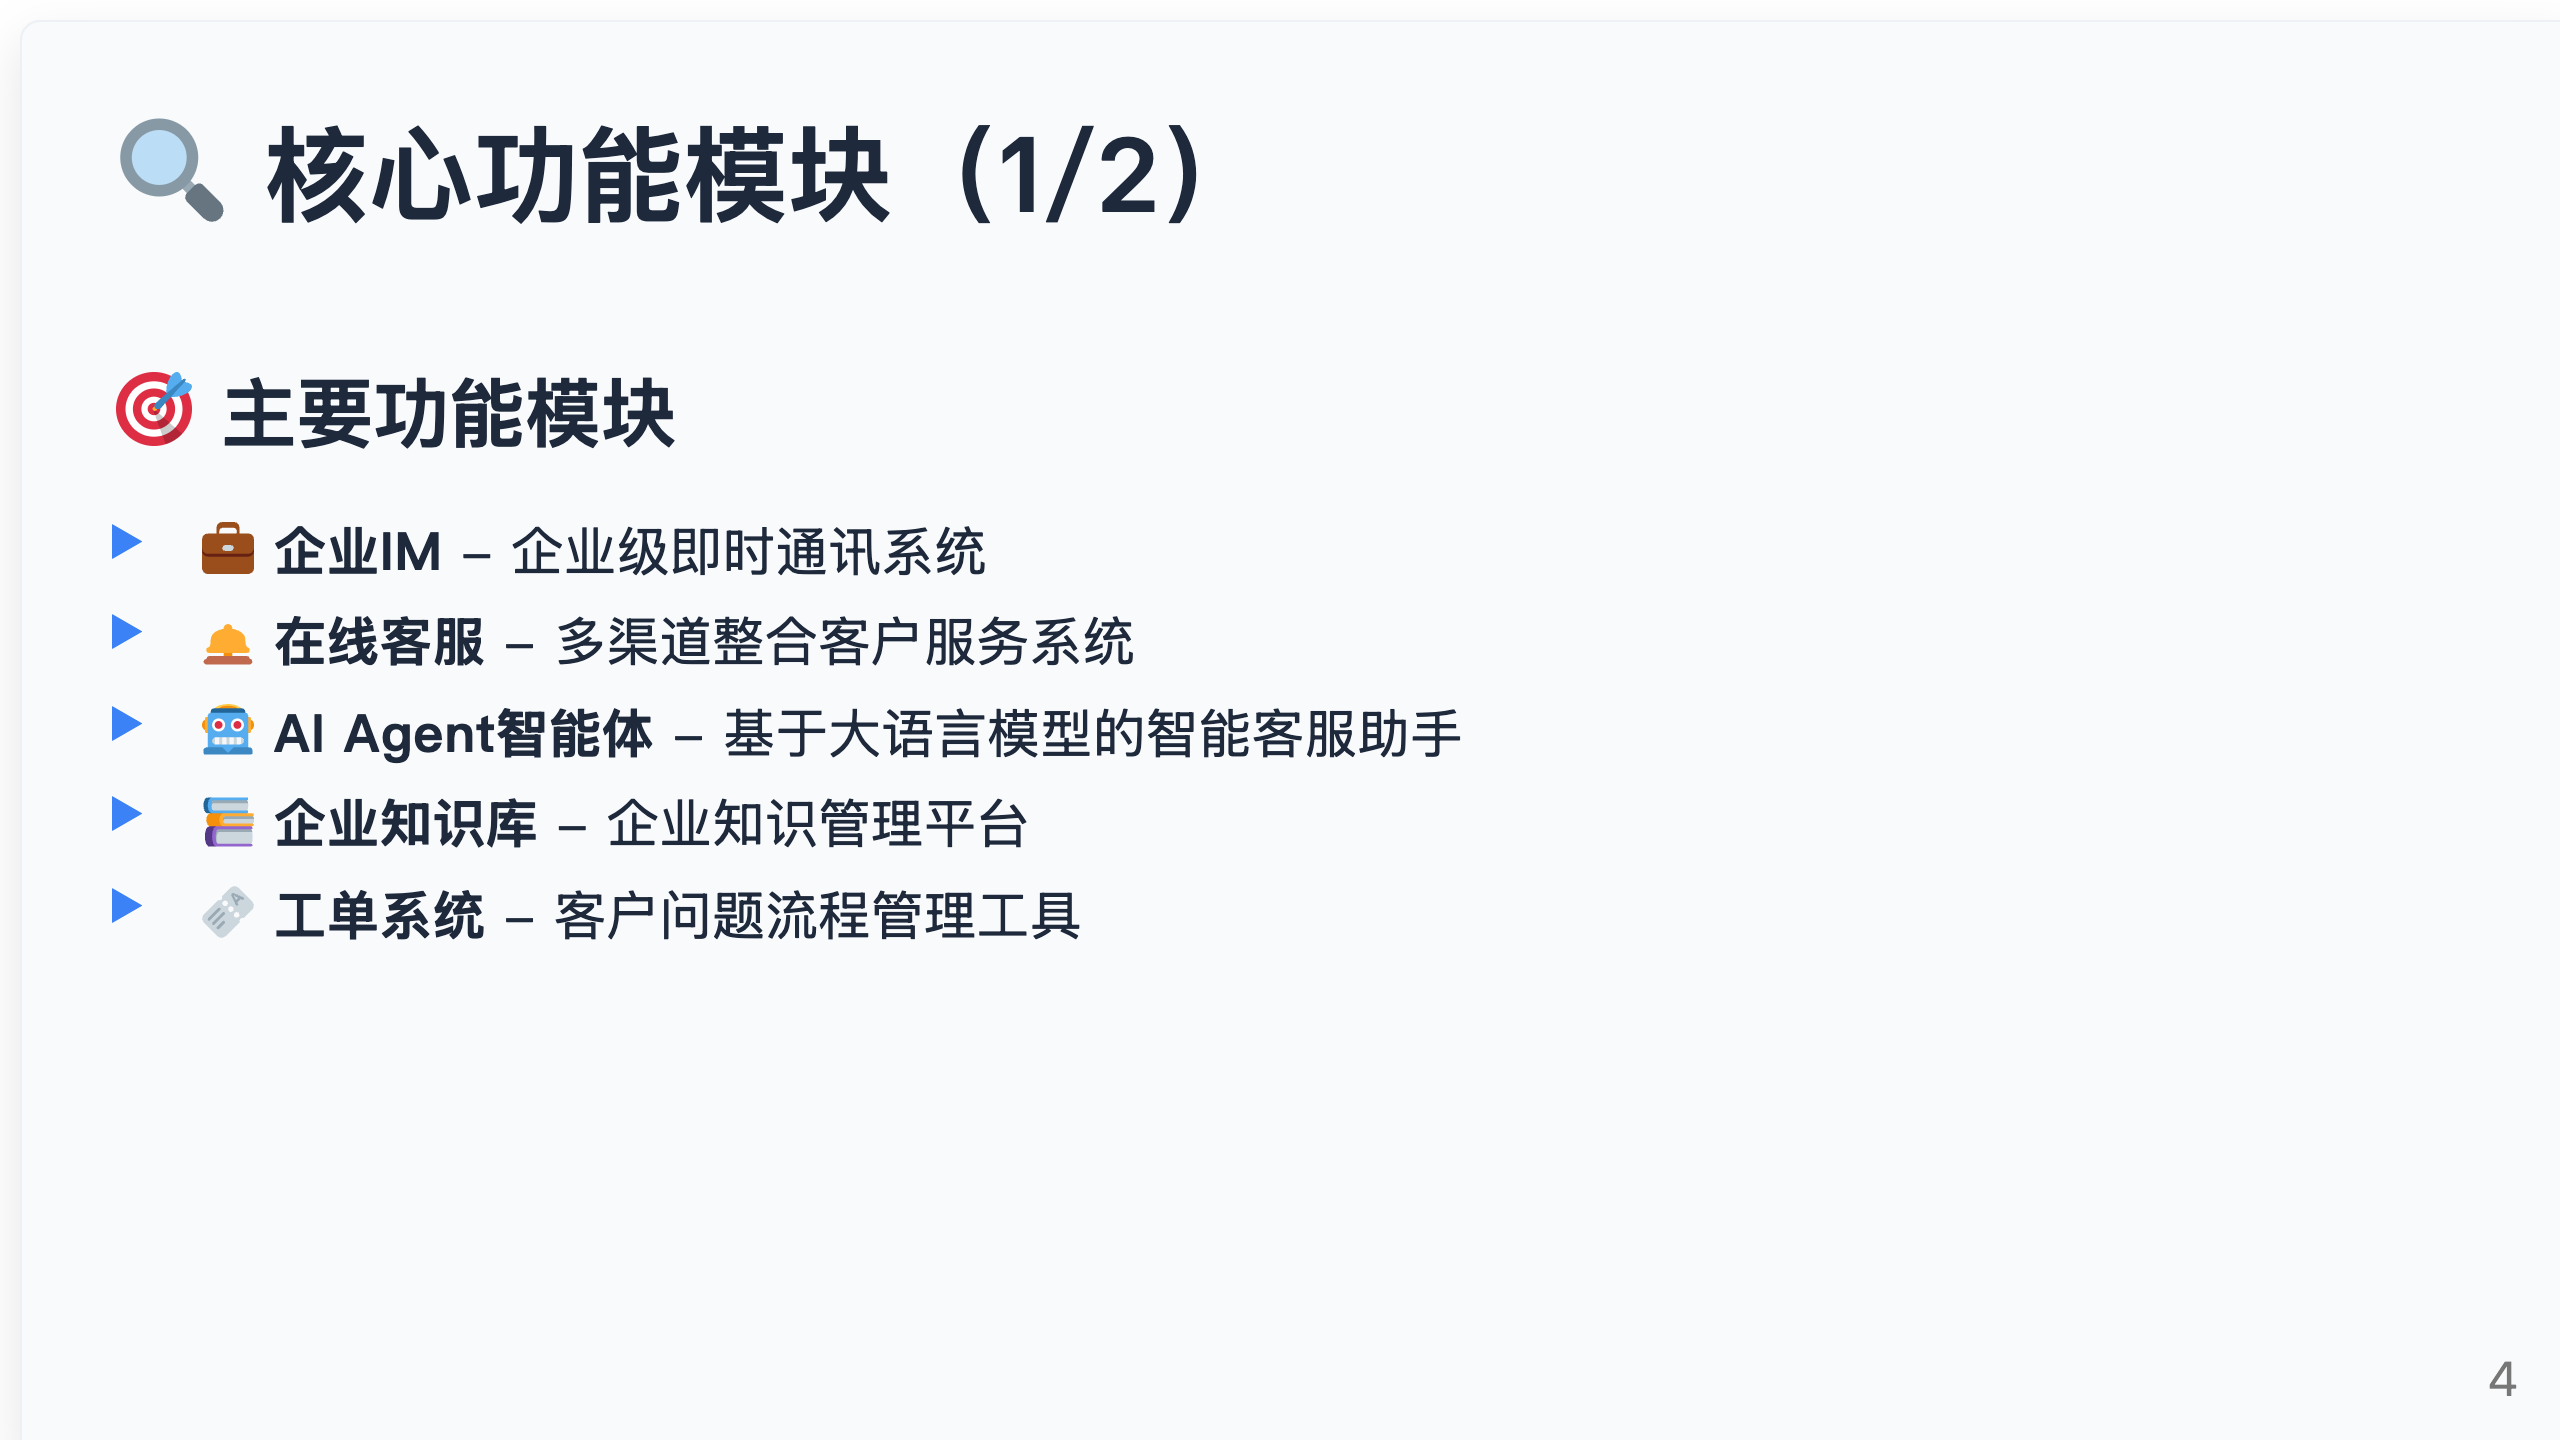 核心功能模块（1/2）
主要功能模块
企业IM – 企业级即时通讯系统
在线客服 – 多渠道整合客户服务系统
AI Agent智能体 – 基于大语言模型的智能客服助手
企业知识库 – 企业知识管理平台
工单系统 – 客户问题流程管理工具
4